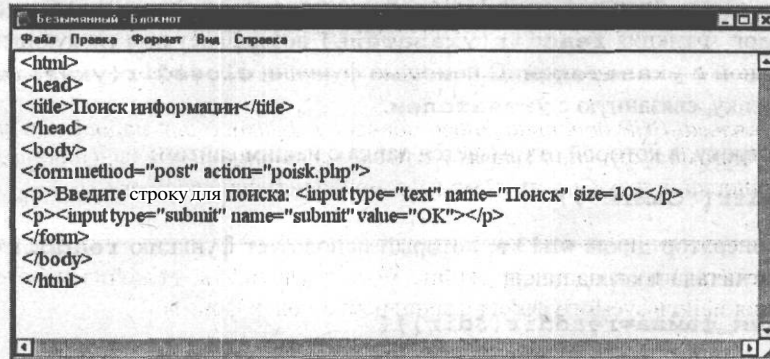 Безымянный - Блокнот
Файл Правка Формат Вид Справка
<html>
<head>
<title>Поиск информации</title>
</head>
<body>
<form method="post" action="poisk.php">
<p>Введите строку для поиска: <input type="text" name="Поиск" size=10></p>
<p><input type="submit" name="submit" value="OK"></p>
</form>
</body>
</html>